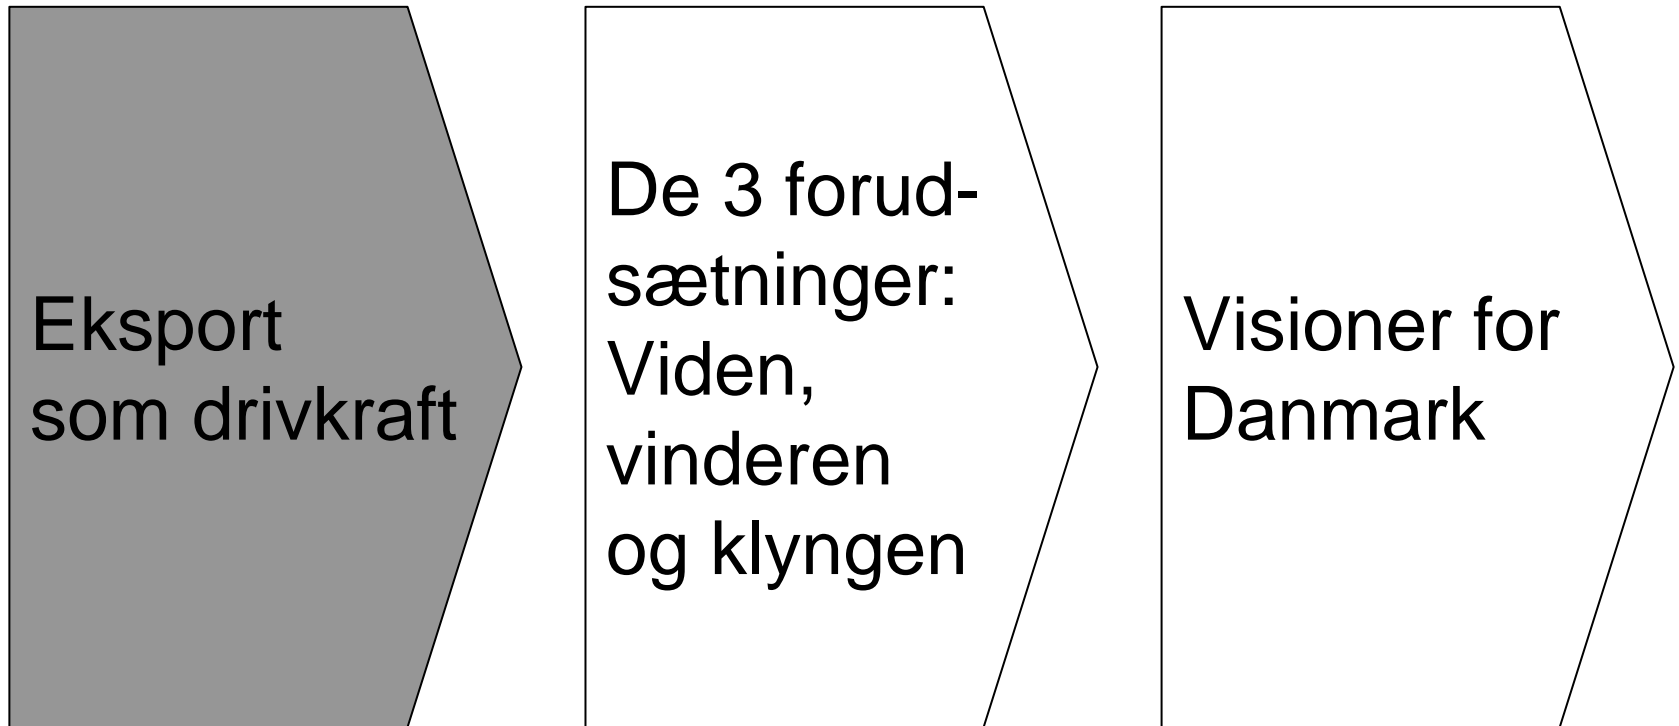 Eksport
som drivkraft
De 3 forud-
sætninger:
Viden,
vinderen
og klyngen
Visioner for
Danmark